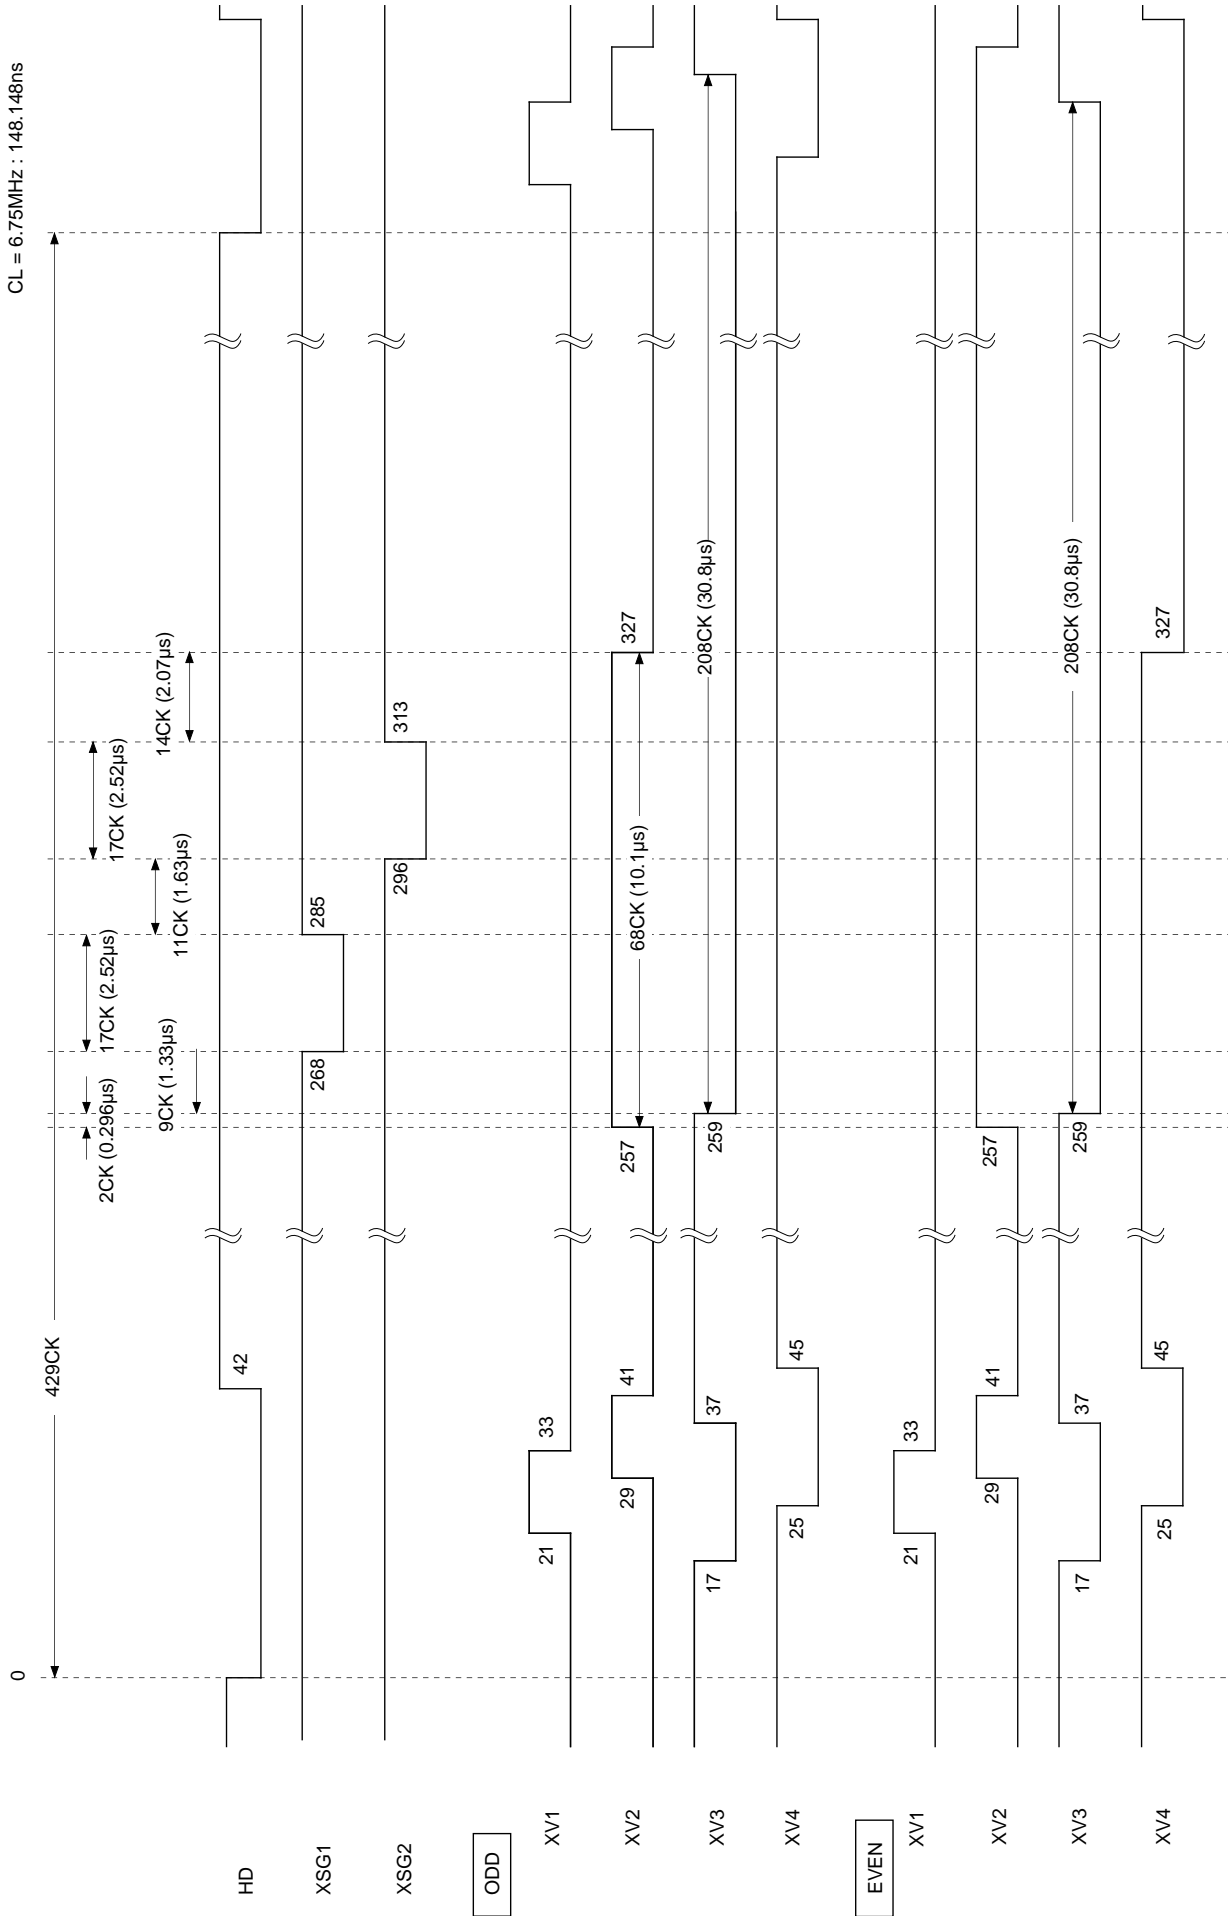 CL = 6.75MHz : 148.148ns
0
429CK
2CK (0.296µs)
17CK (2.52µs)
17CK (2.52µs)
9CK (1.33µs)
11CK (1.63µs)
14CK (2.07µs)
HD
42
XSG1
268
285
XSG2
296
313
ODD
XV1
21
33
XV2
29
41
257
68CK (10.1µs)
327
XV3
17
37
259
208CK (30.8µs)
XV4
25
45
EVEN
XV1
21
33
XV2
29
41
257
XV3
17
37
259
208CK (30.8µs)
XV4
25
45
327